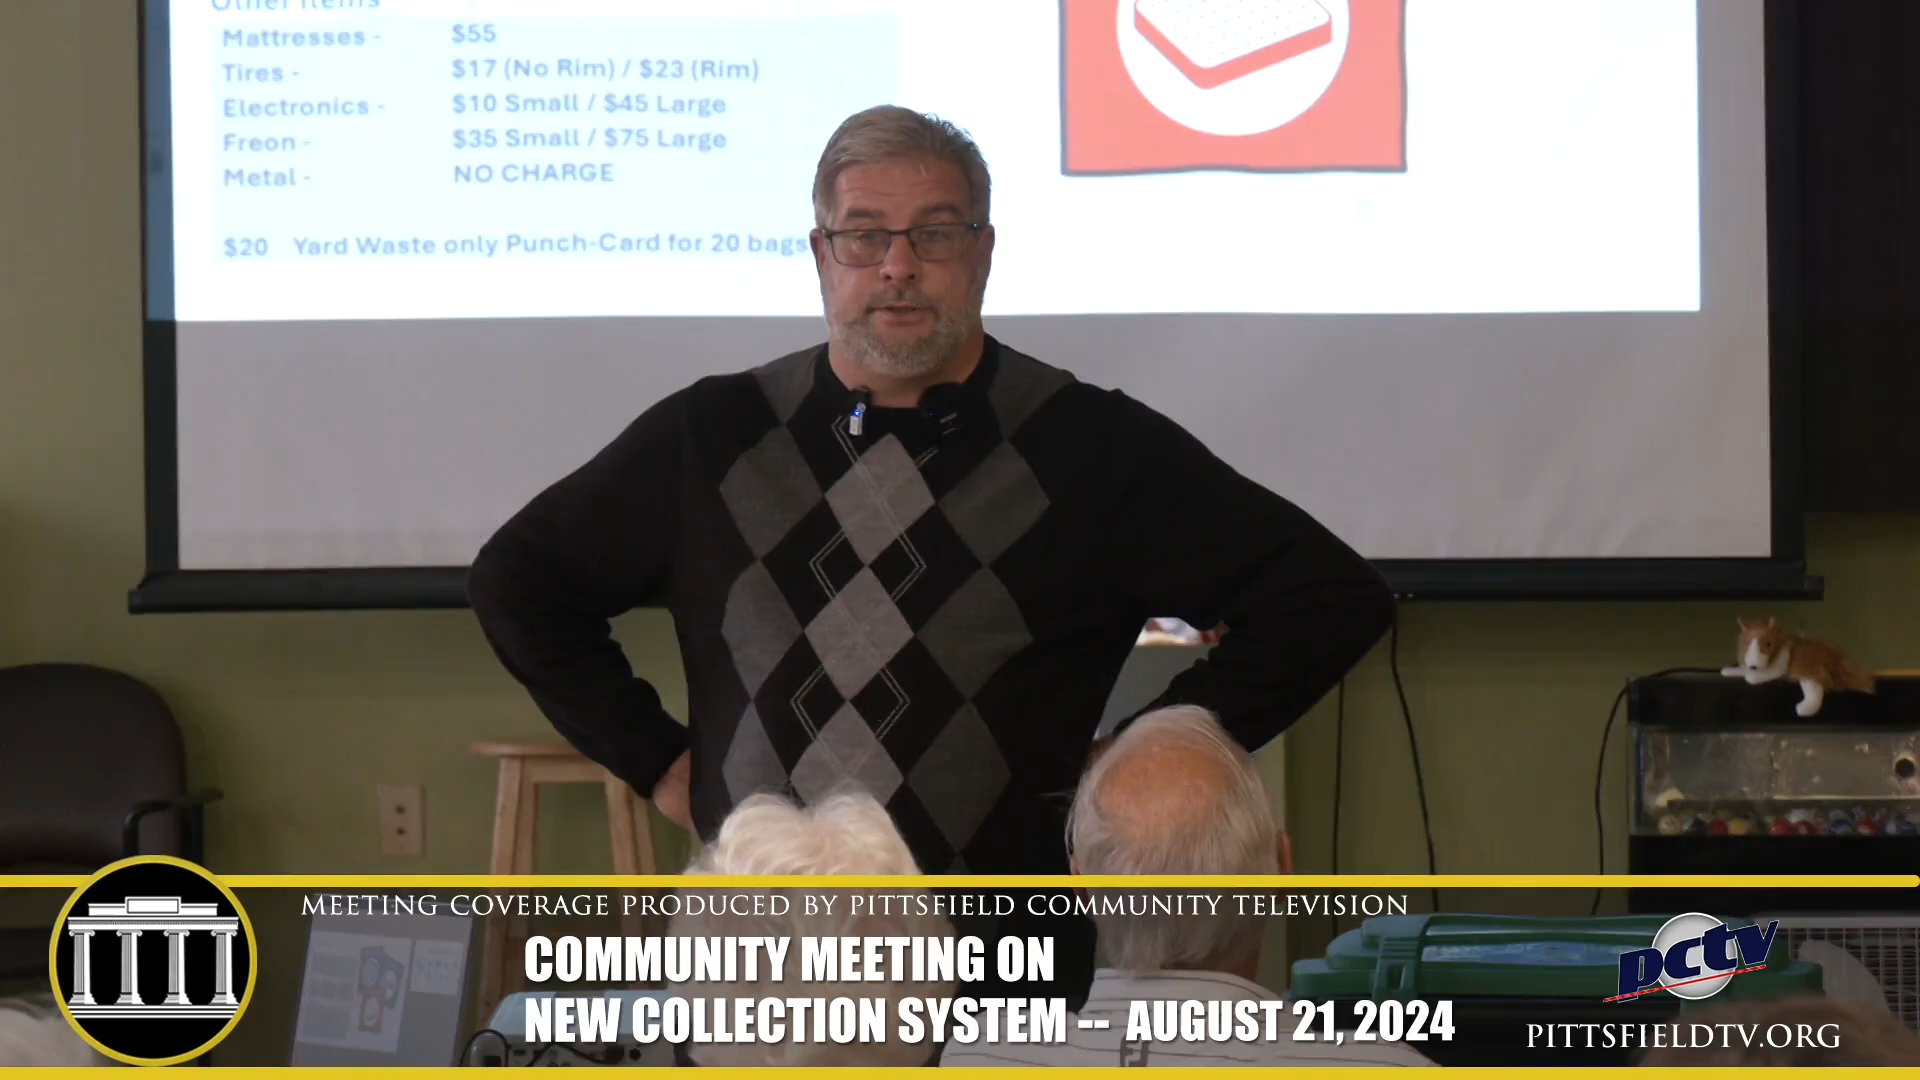 Other Items
Mattresses - $55
Tires - $17 (No Rim) / $23 (Rim)
Electronics - $10 Small / $45 Large
Freon - $35 Small / $75 Large
Metal - NO CHARGE
$20 Yard Waste only Punch-Card for 20 bags
MEETING COVERAGE PRODUCED BY PITTSFIELD COMMUNITY TELEVISION
COMMUNITY MEETING ON
NEW COLLECTION SYSTEM -- AUGUST 21, 2024
pctv
PITTSFIELDTV.ORG